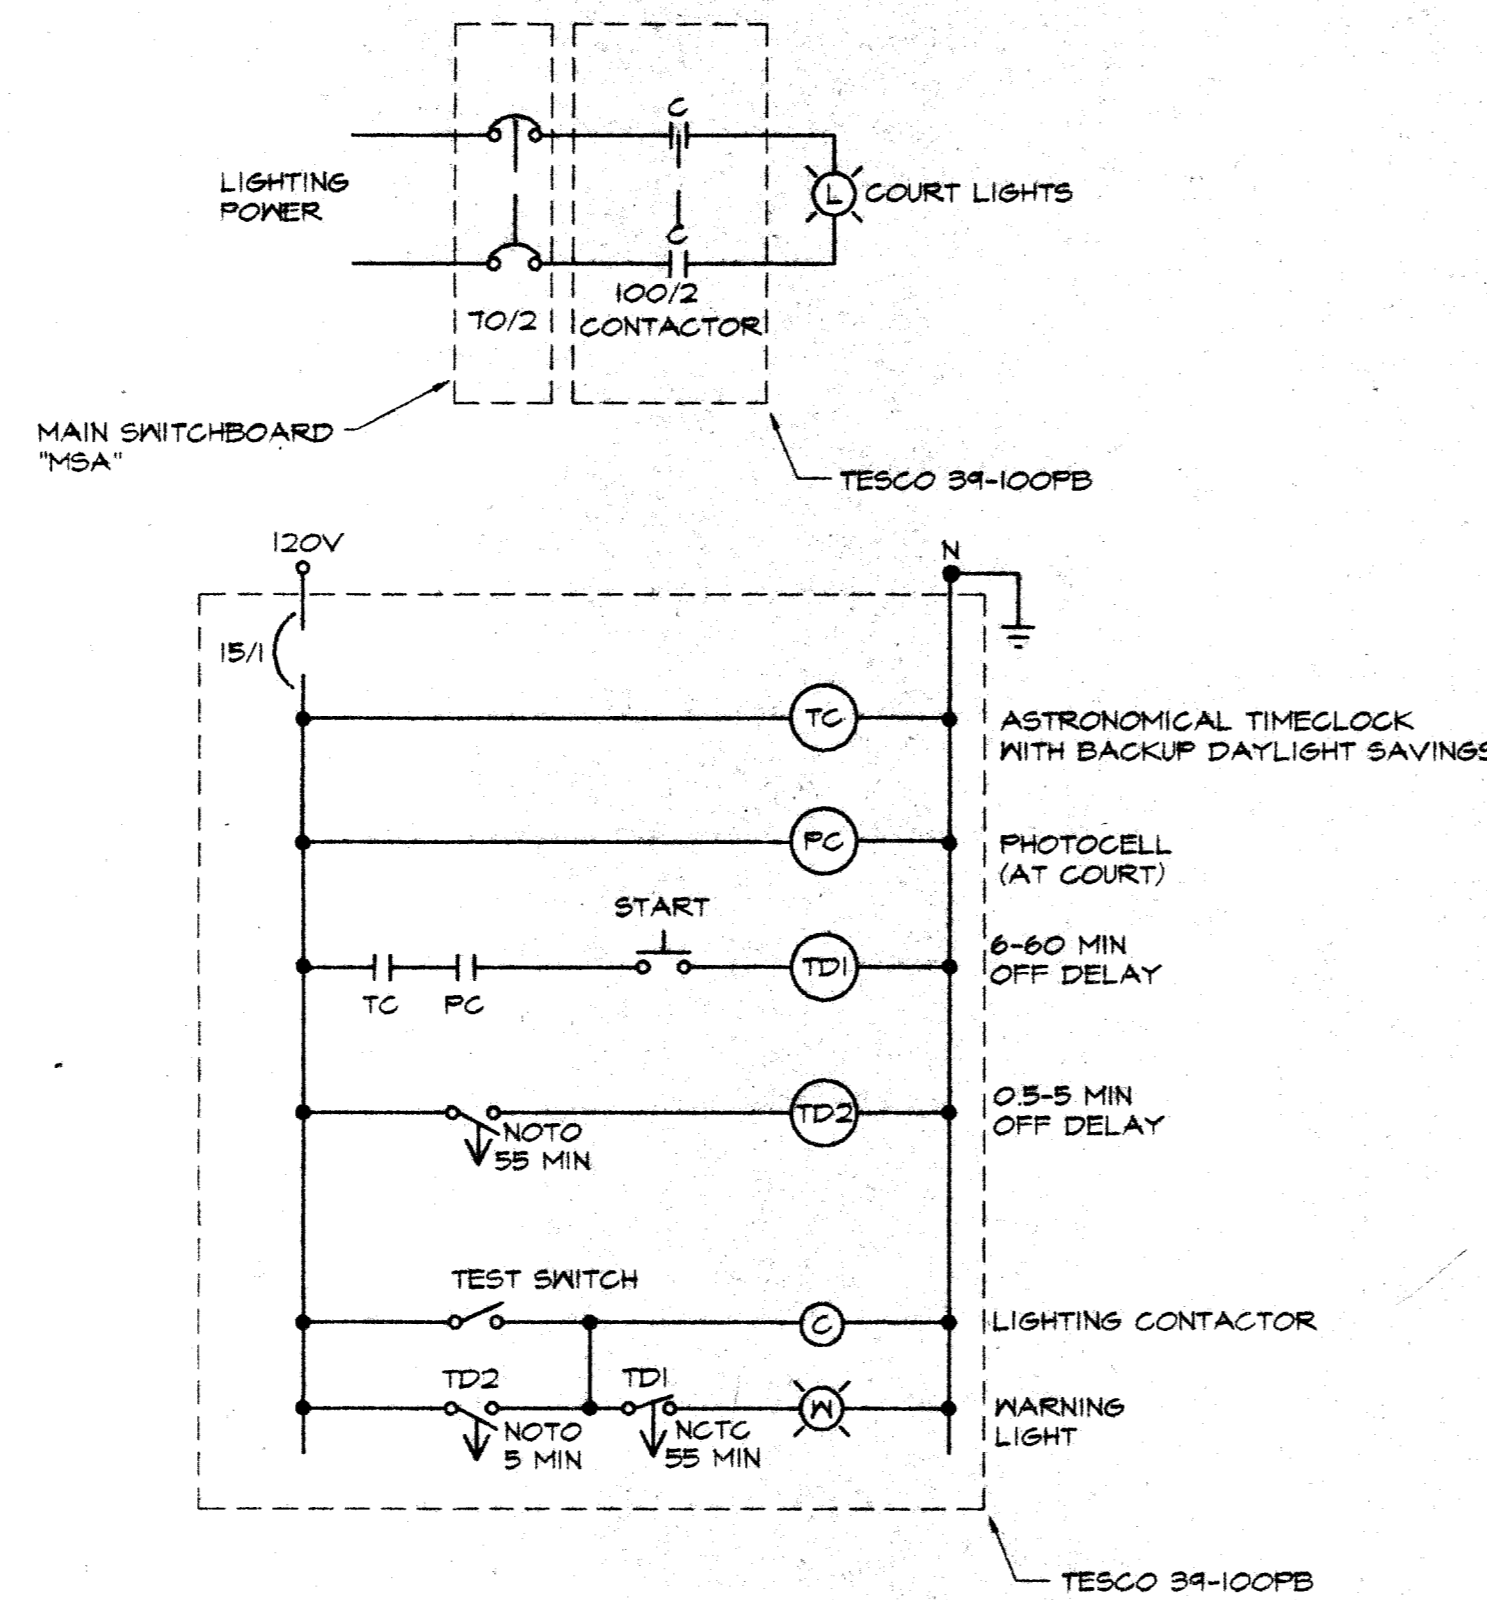 C
LIGHTING
POWER
L
COURT LIGHTS
C
70/2
100/2
CONTACTOR
MAIN SWITCHBOARD
"MSA"
TESCO 39-100PB
120V
N
15/1
TC
ASTRONOMICAL TIMECLOCK
WITH BACKUP DAYLIGHT SAVINGS
PC
PHOTOCELL
(AT COURT)
START
TC
PC
TD1
6-60 MIN
OFF DELAY
NOTO
55 MIN
TD2
0.5-5 MIN
OFF DELAY
TEST SWITCH
C
LIGHTING CONTACTOR
TD2
NOTO
5 MIN
TD1
NCTC
55 MIN
W
WARNING
LIGHT
TESCO 39-100PB